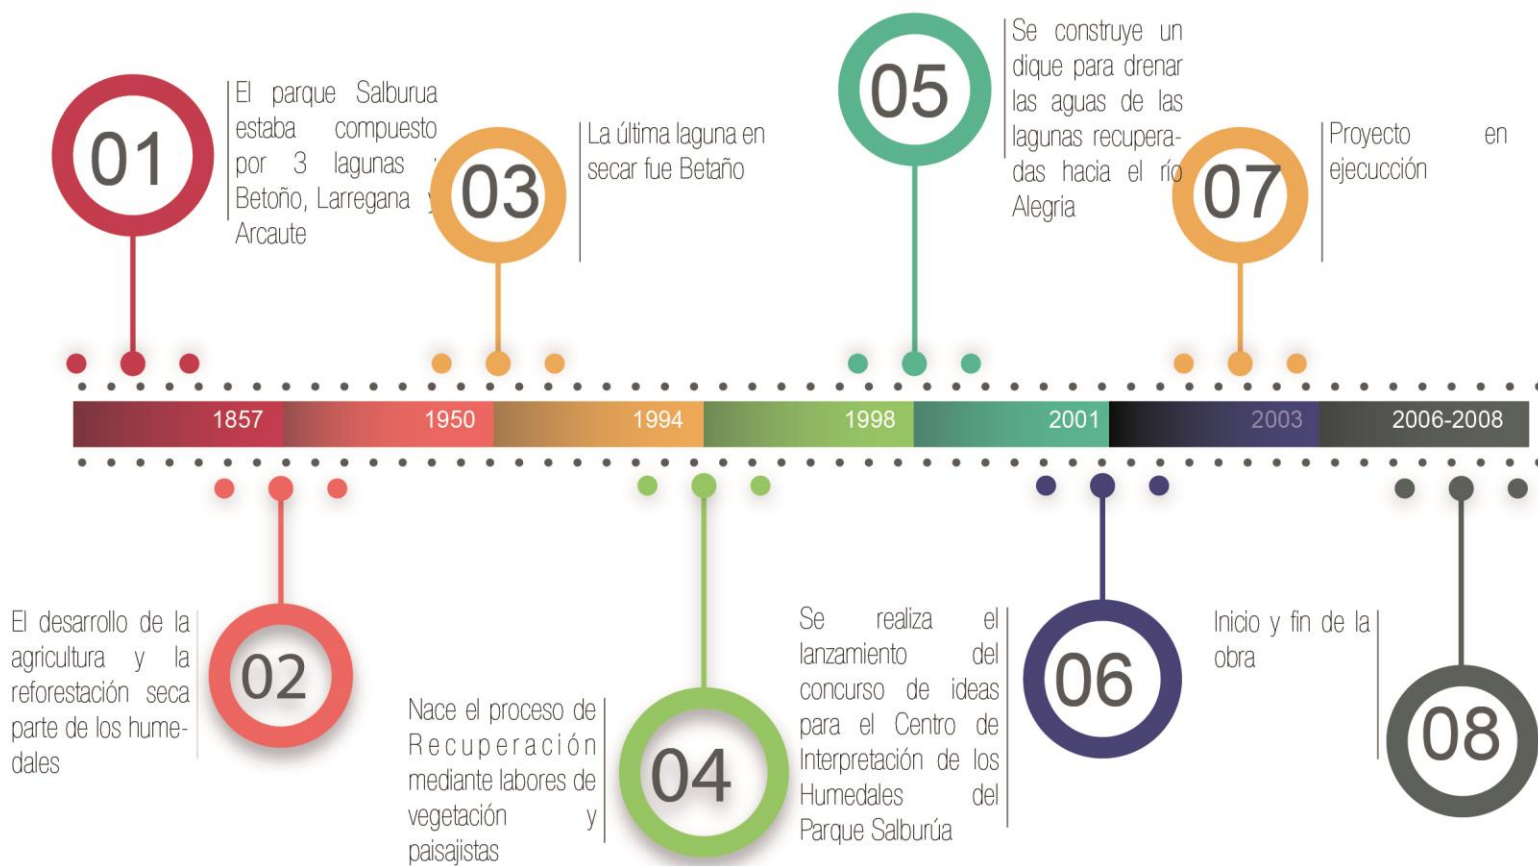 01
El parque Salburua
estaba compuesto
por 3 lagunas :
Betoño, Larregana y
Arcaute
03
La última laguna en
secar fue Betaño
05
Se construye un
dique para drenar
las aguas de las
lagunas recupera-
das hacia el río
Alegria
07
Proyecto en
ejecucción
1857
1950
1994
1998
2001
2003
2006-2008
El desarrollo de la
agricultura y la
reforestación seca
parte de los hume-
dales
02
Nace el proceso de
Recuperación
mediante labores de
vegetación y
paisajistas
04
Se realiza el
lanzamiento del
concurso de ideas
para el Centro de
Interpretación de los
Humedales del
Parque Salburúa
06
Inicio y fin de la
obra
08